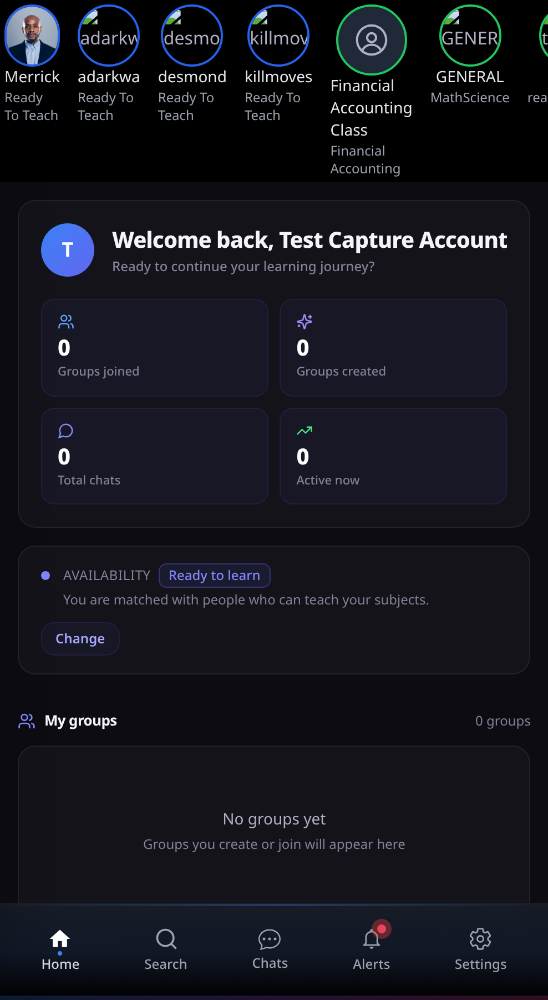 adarkw
desmo
killmov
GENER
t
Merrick
Ready
To Teach
adarkwa
Ready To
Teach
desmond
Ready To
Teach
killmoves
Ready To
Teach
Financial
Accounting
Class
Financial
Accounting
GENERAL
MathScience
rea
T
Welcome back, Test Capture Account
Ready to continue your learning journey?
0
Groups joined
0
Groups created
0
Total chats
0
Active now
AVAILABILITY
Ready to learn
You are matched with people who can teach your subjects.
Change
My groups
0 groups
No groups yet
Groups you create or join will appear here
Home
Search
Chats
Alerts
Settings